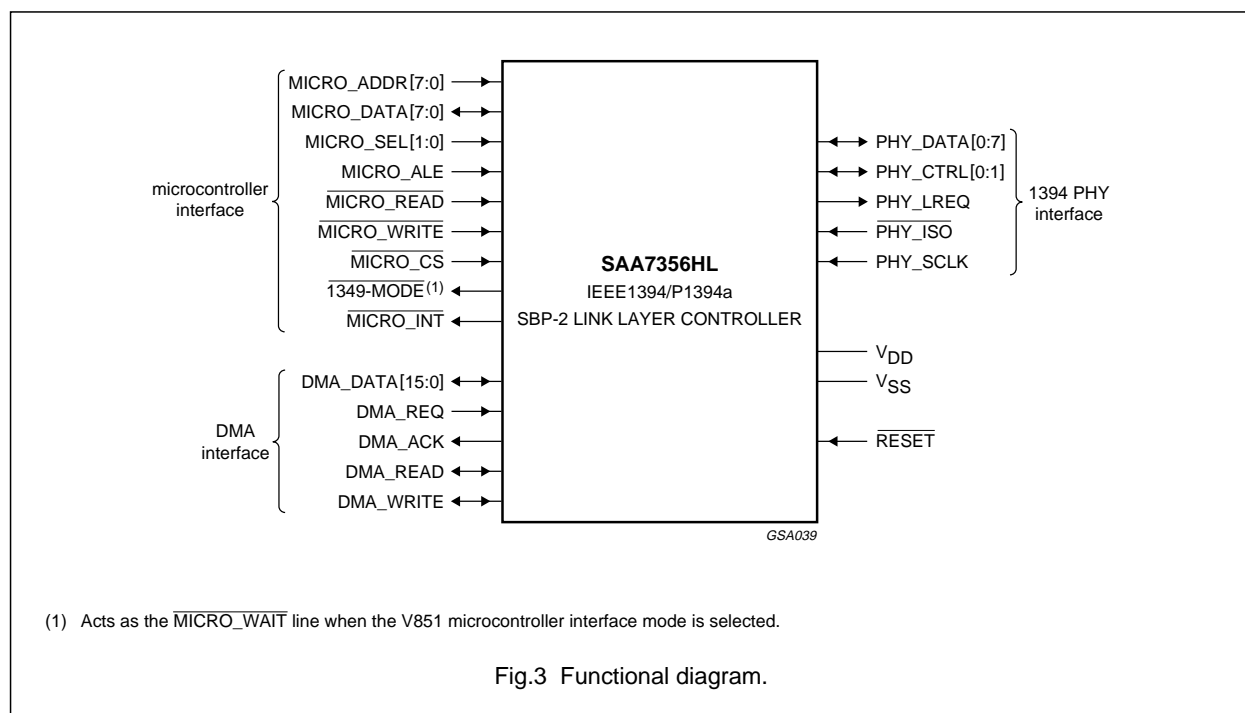 microcontroller
interface
MICRO_ADDR[7:0]
MICRO_DATA[7:0]
MICRO_SEL[1:0]
MICRO_ALE
MICRO_READ
MICRO_WRITE
MICRO_CS
1349-MODE(1)
MICRO_INT
DMA
interface
DMA_DATA[15:0]
DMA_REQ
DMA_ACK
DMA_READ
DMA_WRITE
SAA7356HL
IEEE1394/P1394a
SBP-2 LINK LAYER CONTROLLER
PHY_DATA[0:7]
PHY_CTRL[0:1]
PHY_LREQ
PHY_ISO
PHY_SCLK
1394 PHY
interface
VDD
VSS
RESET
GSA039
(1) Acts as the MICRO_WAIT line when the V851 microcontroller interface mode is selected.
Fig.3 Functional diagram.